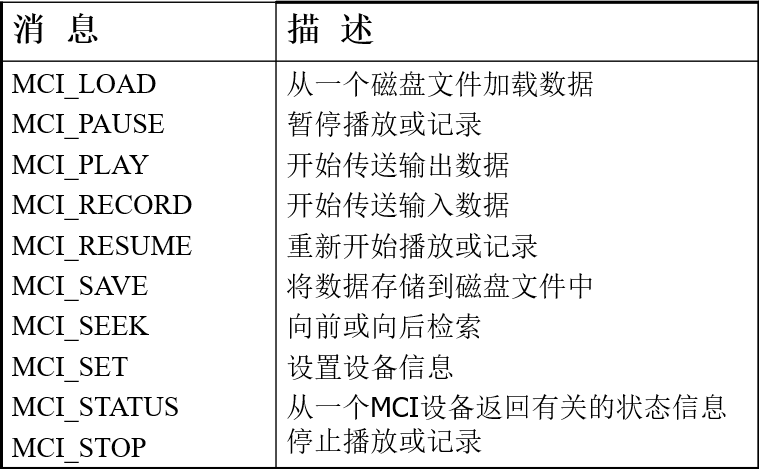 消 息 描 述
MCI_LOAD 从一个磁盘文件加载数据
MCI_PAUSE 暂停播放或记录
MCI_PLAY 开始传送输出数据
MCI_RECORD 开始传送输入数据
MCI_RESUME 重新开始播放或记录
MCI_SAVE 将数据存储到磁盘文件中
MCI_SEEK 向前或向后检索
MCI_SET 设置设备信息
MCI_STATUS 从一个MCI设备返回有关的状态信息
MCI_STOP 停止播放或记录